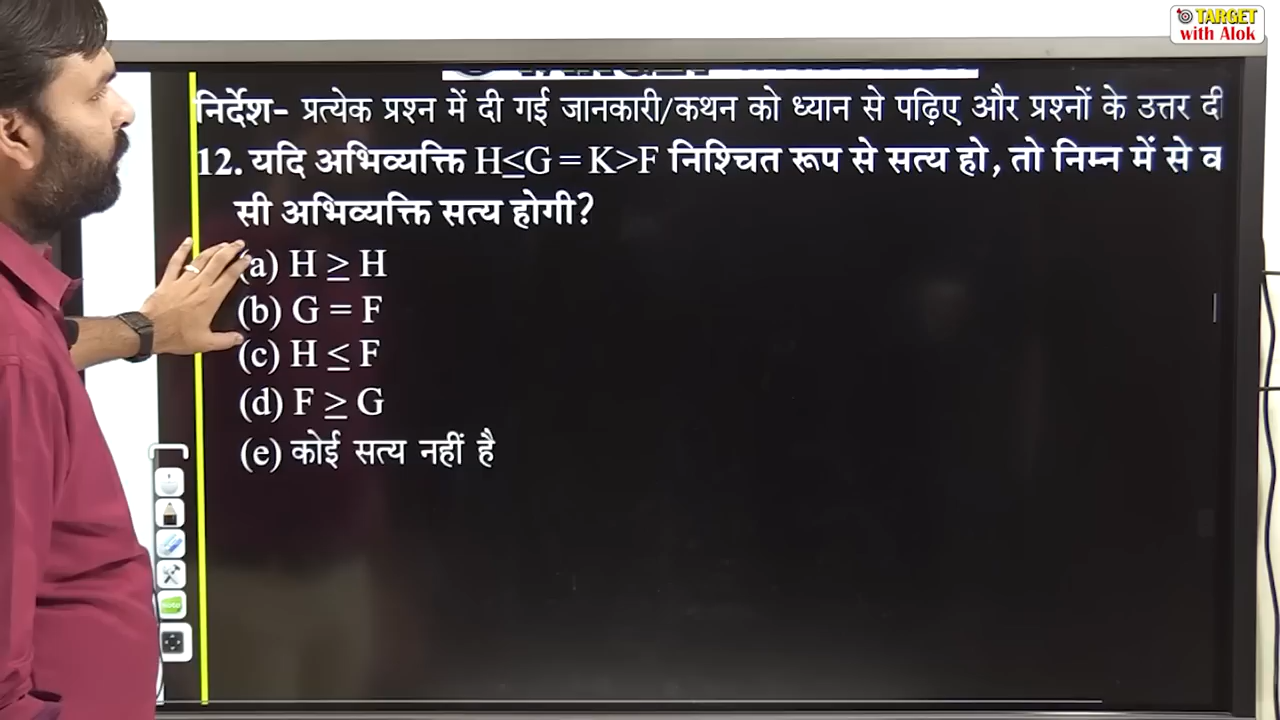 TARGET
with Alok
निर्देश- प्रत्येक प्रश्न में दी गई जानकारी/कथन को ध्यान से पढ़िए और प्रश्नों के उत्तर दी
12. यदि अभिव्यक्ति H≤G = K>F निश्चित रूप से सत्य हो, तो निम्न में से व
सी अभिव्यक्ति सत्य होगी?
(a) H ≥ H
(b) G = F
(c) H ≤ F
(d) F ≥ G
(e) कोई सत्य नहीं है